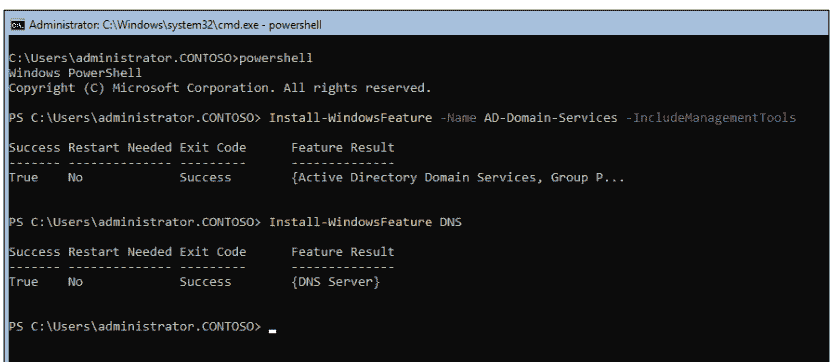 Administrator: C:\Windows\system32\cmd.exe - powershell
C:\Users\administrator.CONTOSO>powershell
Windows PowerShell
Copyright (C) Microsoft Corporation. All rights reserved.
PS C:\Users\administrator.CONTOSO> Install-WindowsFeature -Name AD-Domain-Services -IncludeManagementTools
Success Restart Needed Exit Code      Feature Result
------- -------------- ---------      --------------
True    No             Success        {Active Directory Domain Services, Group P...
PS C:\Users\administrator.CONTOSO> Install-WindowsFeature DNS
Success Restart Needed Exit Code      Feature Result
------- -------------- ---------      --------------
True    No             Success        {DNS Server}
PS C:\Users\administrator.CONTOSO>